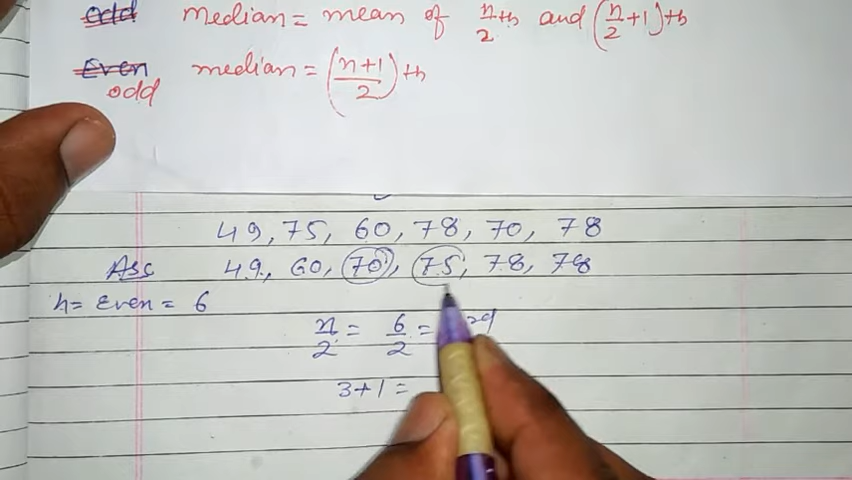 odd median = mean of n/2 th and (n/2 + 1) th
Even median = (n+1/2) th
odd
49, 75, 60, 78, 70, 78
Asc 49, 60, 70, 75, 78, 78
n = Even = 6
n/2 = 6/2 =
3+1 =